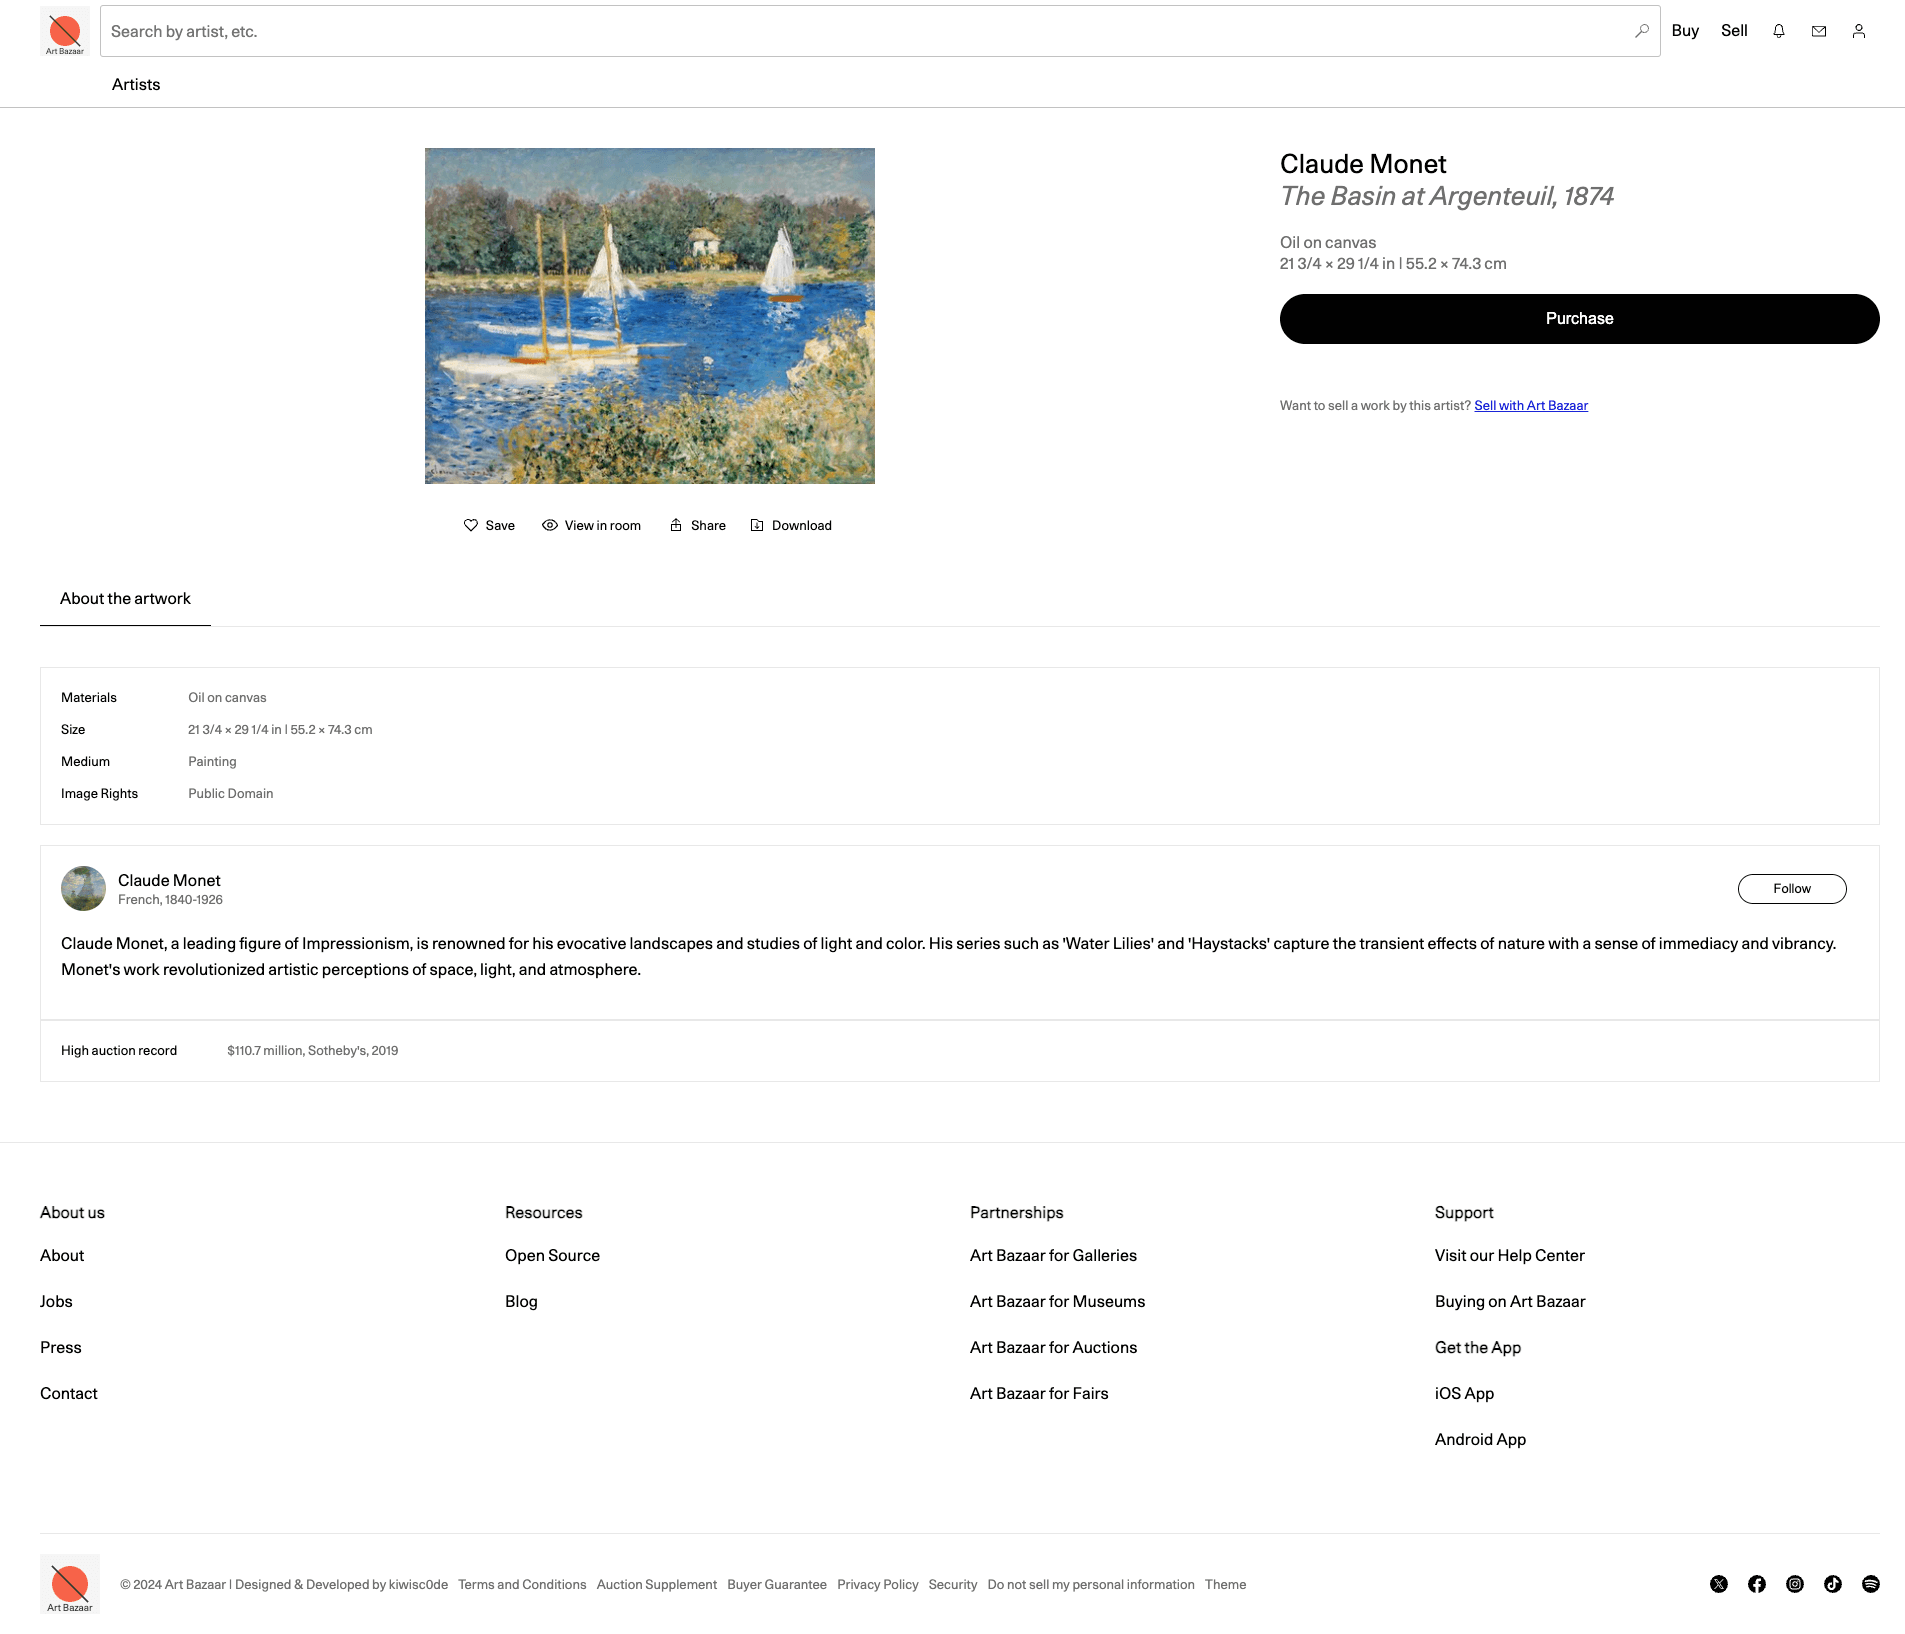 Art Bazaar
Search by artist, etc.
Buy
Sell
Artists
Claude Monet
The Basin at Argenteuil, 1874
Oil on canvas
21 3/4 × 29 1/4 in | 55.2 × 74.3 cm
Purchase
Want to sell a work by this artist? Sell with Art Bazaar
Save
View in room
Share
Download
About the artwork
Materials Oil on canvas
Size 21 3/4 × 29 1/4 in | 55.2 × 74.3 cm
Medium Painting
Image Rights Public Domain
Claude Monet
French, 1840-1926
Follow
Claude Monet, a leading figure of Impressionism, is renowned for his evocative landscapes and studies of light and color. His series such as 'Water Lilies' and 'Haystacks' capture the transient effects of nature with a sense of immediacy and vibrancy.
Monet's work revolutionized artistic perceptions of space, light, and atmosphere.
High auction record $110.7 million, Sotheby's, 2019
About us
About
Jobs
Press
Contact
Resources
Open Source
Blog
Partnerships
Art Bazaar for Galleries
Art Bazaar for Museums
Art Bazaar for Auctions
Art Bazaar for Fairs
Support
Visit our Help Center
Buying on Art Bazaar
Get the App
iOS App
Android App
Art Bazaar
© 2024 Art Bazaar | Designed & Developed by kiwisc0de Terms and Conditions Auction Supplement Buyer Guarantee Privacy Policy Security Do not sell my personal information Theme